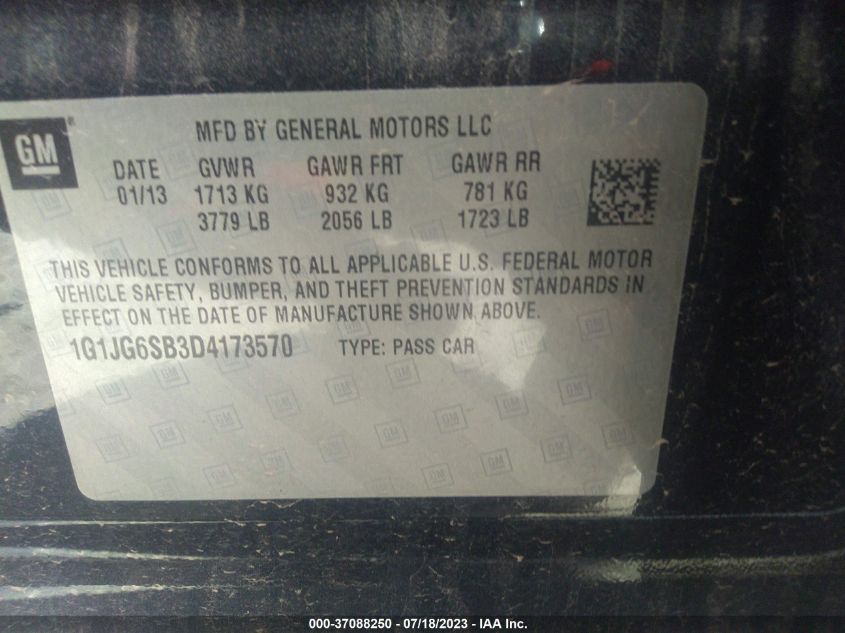 GM®
MFD BY GENERAL MOTORS LLC
DATE GVWR GAWR FRT GAWR RR
01/13 1713 KG 932 KG 781 KG
3779 LB 2056 LB 1723 LB
THIS VEHICLE CONFORMS TO ALL APPLICABLE U.S. FEDERAL MOTOR
VEHICLE SAFETY, BUMPER, AND THEFT PREVENTION STANDARDS IN
EFFECT ON THE DATE OF MANUFACTURE SHOWN ABOVE.
1G1JG6SB3D4173570 TYPE: PASS CAR
000-37088250 - 07/18/2023 - IAA Inc.